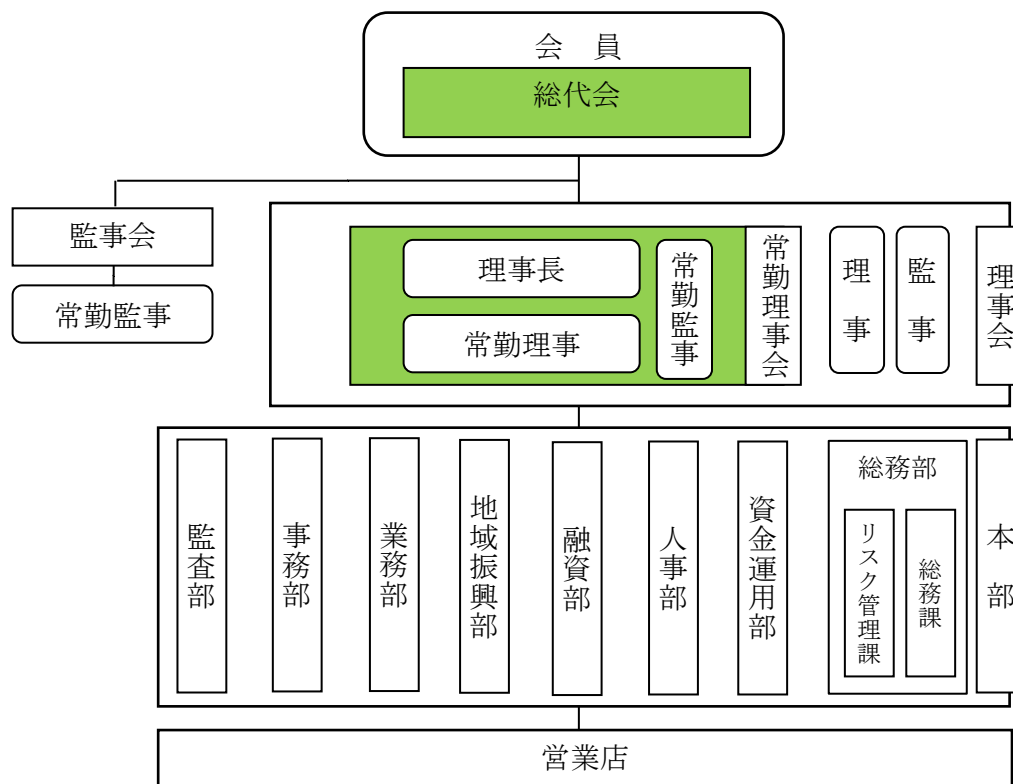 会 員
総代会
監事会
常勤監事
理事長
常勤理事
常勤監事
常勤理事会
理 事
監 事
理事会
監査部
事務部
業務部
地域振興部
融資部
人事部
資金運用部
総務部
リスク管理課
総務課
本 部
営業店